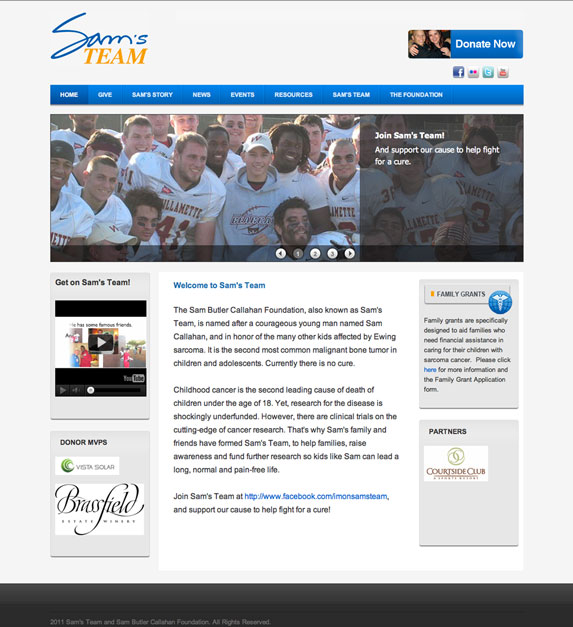 Sam's
TEAM
Donate Now
HOME GIVE SAM'S STORY NEWS EVENTS RESOURCES SAM'S TEAM THE FOUNDATION
Join Sam's Team!
And support our cause to help fight
for a cure.
1 2 3
Get on Sam's Team!
He has some famous friends.
YouTube
DONOR MVPS
VISTA SOLAR
Brassfield
ESTATE WINERY
Welcome to Sam's Team
The Sam Butler Callahan Foundation, also known as Sam's
Team, is named after a courageous young man named Sam
Callahan, and in honor of the many other kids affected by Ewing
sarcoma. It is the second most common malignant bone tumor in
children and adolescents. Currently there is no cure.
Childhood cancer is the second leading cause of death of
children under the age of 18. Yet, research for the disease is
shockingly underfunded. However, there are clinical trials on the
cutting-edge of cancer research. That's why Sam's family and
friends have formed Sam's Team, to help families, raise
awareness and fund further research so kids like Sam can lead a
long, normal and pain-free life.
Join Sam's Team at http://www.facebook.com/imonsamsteam,
and support our cause to help fight for a cure!
FAMILY GRANTS
Family grants are specifically
designed to aid families who
need financial assistance in
caring for their children with
sarcoma cancer. Please click
here for more information and
the Family Grant Application
form.
PARTNERS
COURTSIDE CLUB
A SPORTS RESORT
2011 Sam's Team and Sam Butler Callahan Foundation. All Rights Reserved.